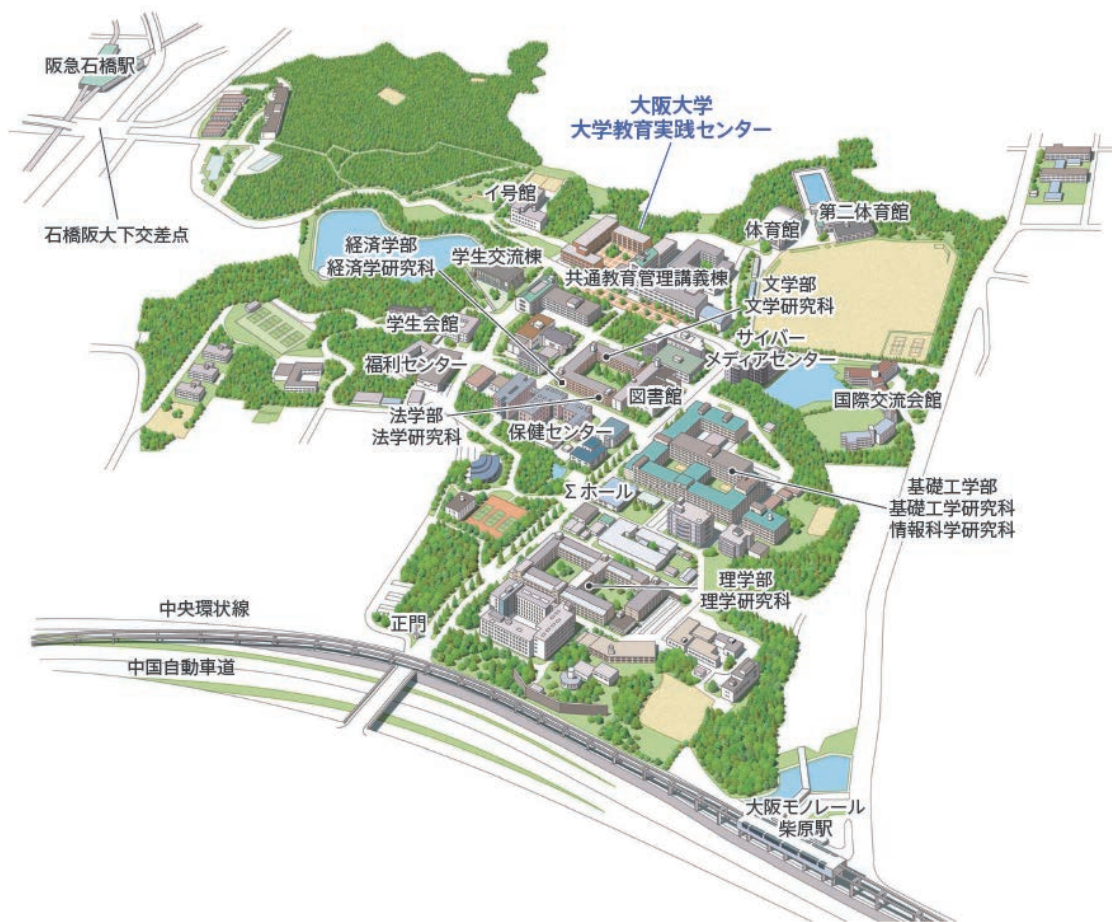 阪急石橋駅
大阪大学
大学教育実践センター
石橋阪大下交差点
イ号館
体育館
第二体育館
経済学部
経済学研究科
学生交流棟
共通教育管理講義棟
文学部
文学研究科
学生会館
サイバー
メディアセンター
福利センター
図書館
国際交流会館
法学部
法学研究科
保健センター
Σホール
基礎工学部
基礎工学研究科
情報科学研究科
理学部
理学研究科
中央環状線
正門
中国自動車道
大阪モノレール
柴原駅